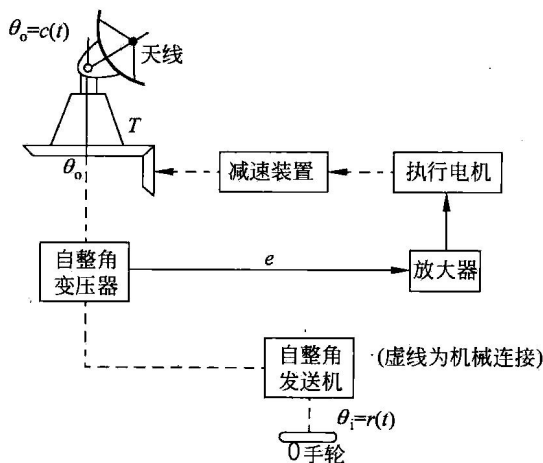 θₒ=c(t)
天线
T
θₒ
减速装置
执行电机
自整角
变压器
e
放大器
自整角
发送机
(虚线为机械连接)
θᵢ=r(t)
手轮